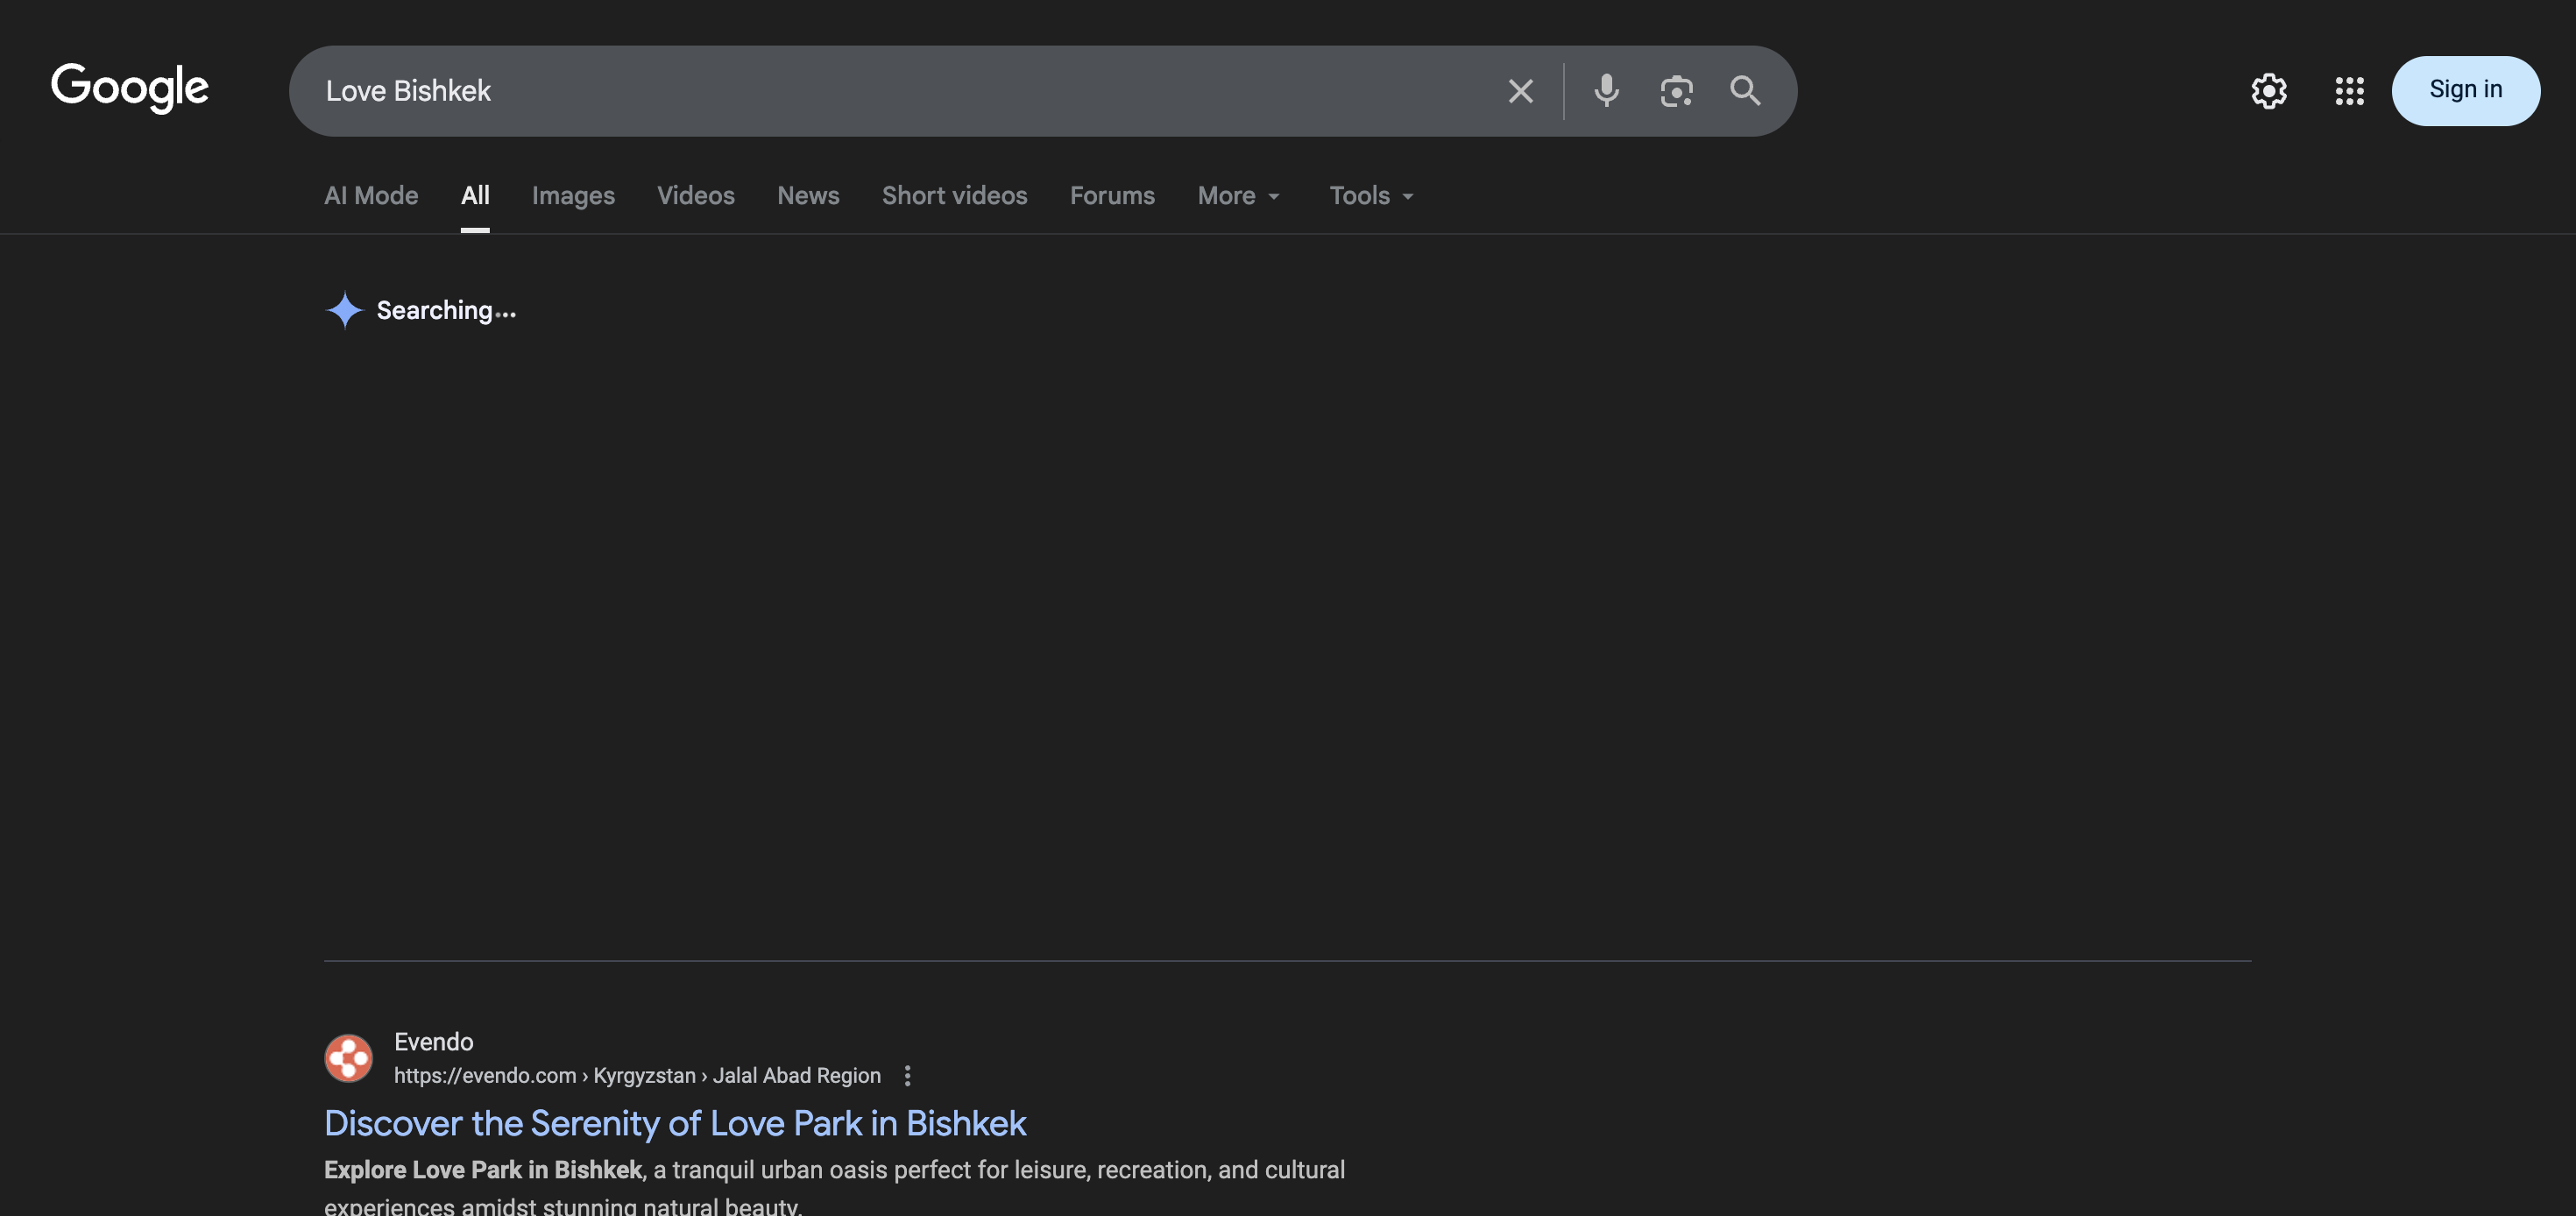 Google
Love Bishkek
Sign in
AI Mode All Images Videos News Short videos Forums More Tools
Searching...
Evendo
https://evendo.com › Kyrgyzstan › Jalal Abad Region
Discover the Serenity of Love Park in Bishkek
Explore Love Park in Bishkek, a tranquil urban oasis perfect for leisure, recreation, and cultural
experiences amidst stunning natural beauty.